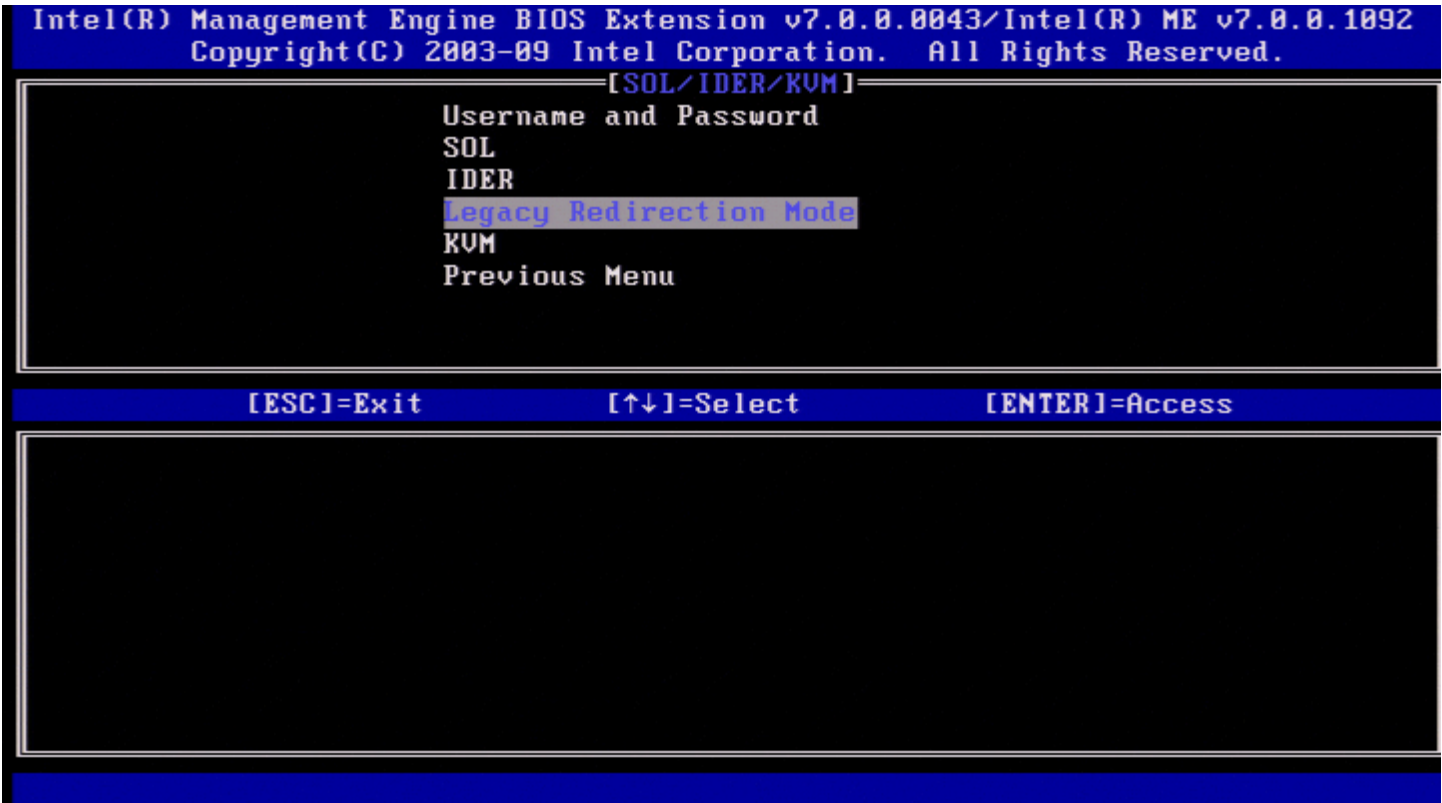 Intel(R) Management Engine BIOS Extension v7.0.0.0043/Intel(R) ME v7.0.0.1092
Copyright(C) 2003-09 Intel Corporation. All Rights Reserved.
[SOL/IDER/KVM]
Username and Password
SOL
IDER
Legacy Redirection Mode
KVM
Previous Menu
[ESC]=Exit [↑↓]=Select [ENTER]=Access